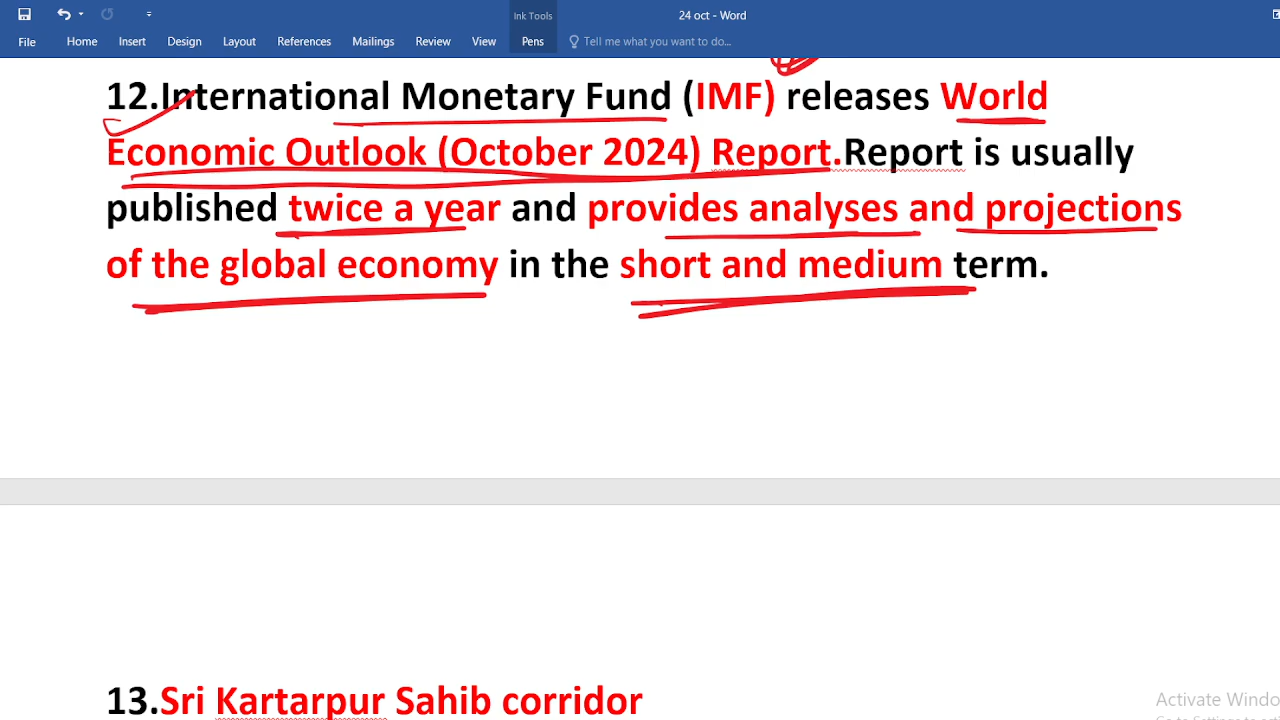 Ink Tools
24 oct - Word
File Home Insert Design Layout References Mailings Review View Pens Tell me what you want to do...
12.International Monetary Fund (IMF) releases World
Economic Outlook (October 2024) Report.Report is usually
published twice a year and provides analyses and projections
of the global economy in the short and medium term.
13.Sri Kartarpur Sahib corridor
Activate Windo